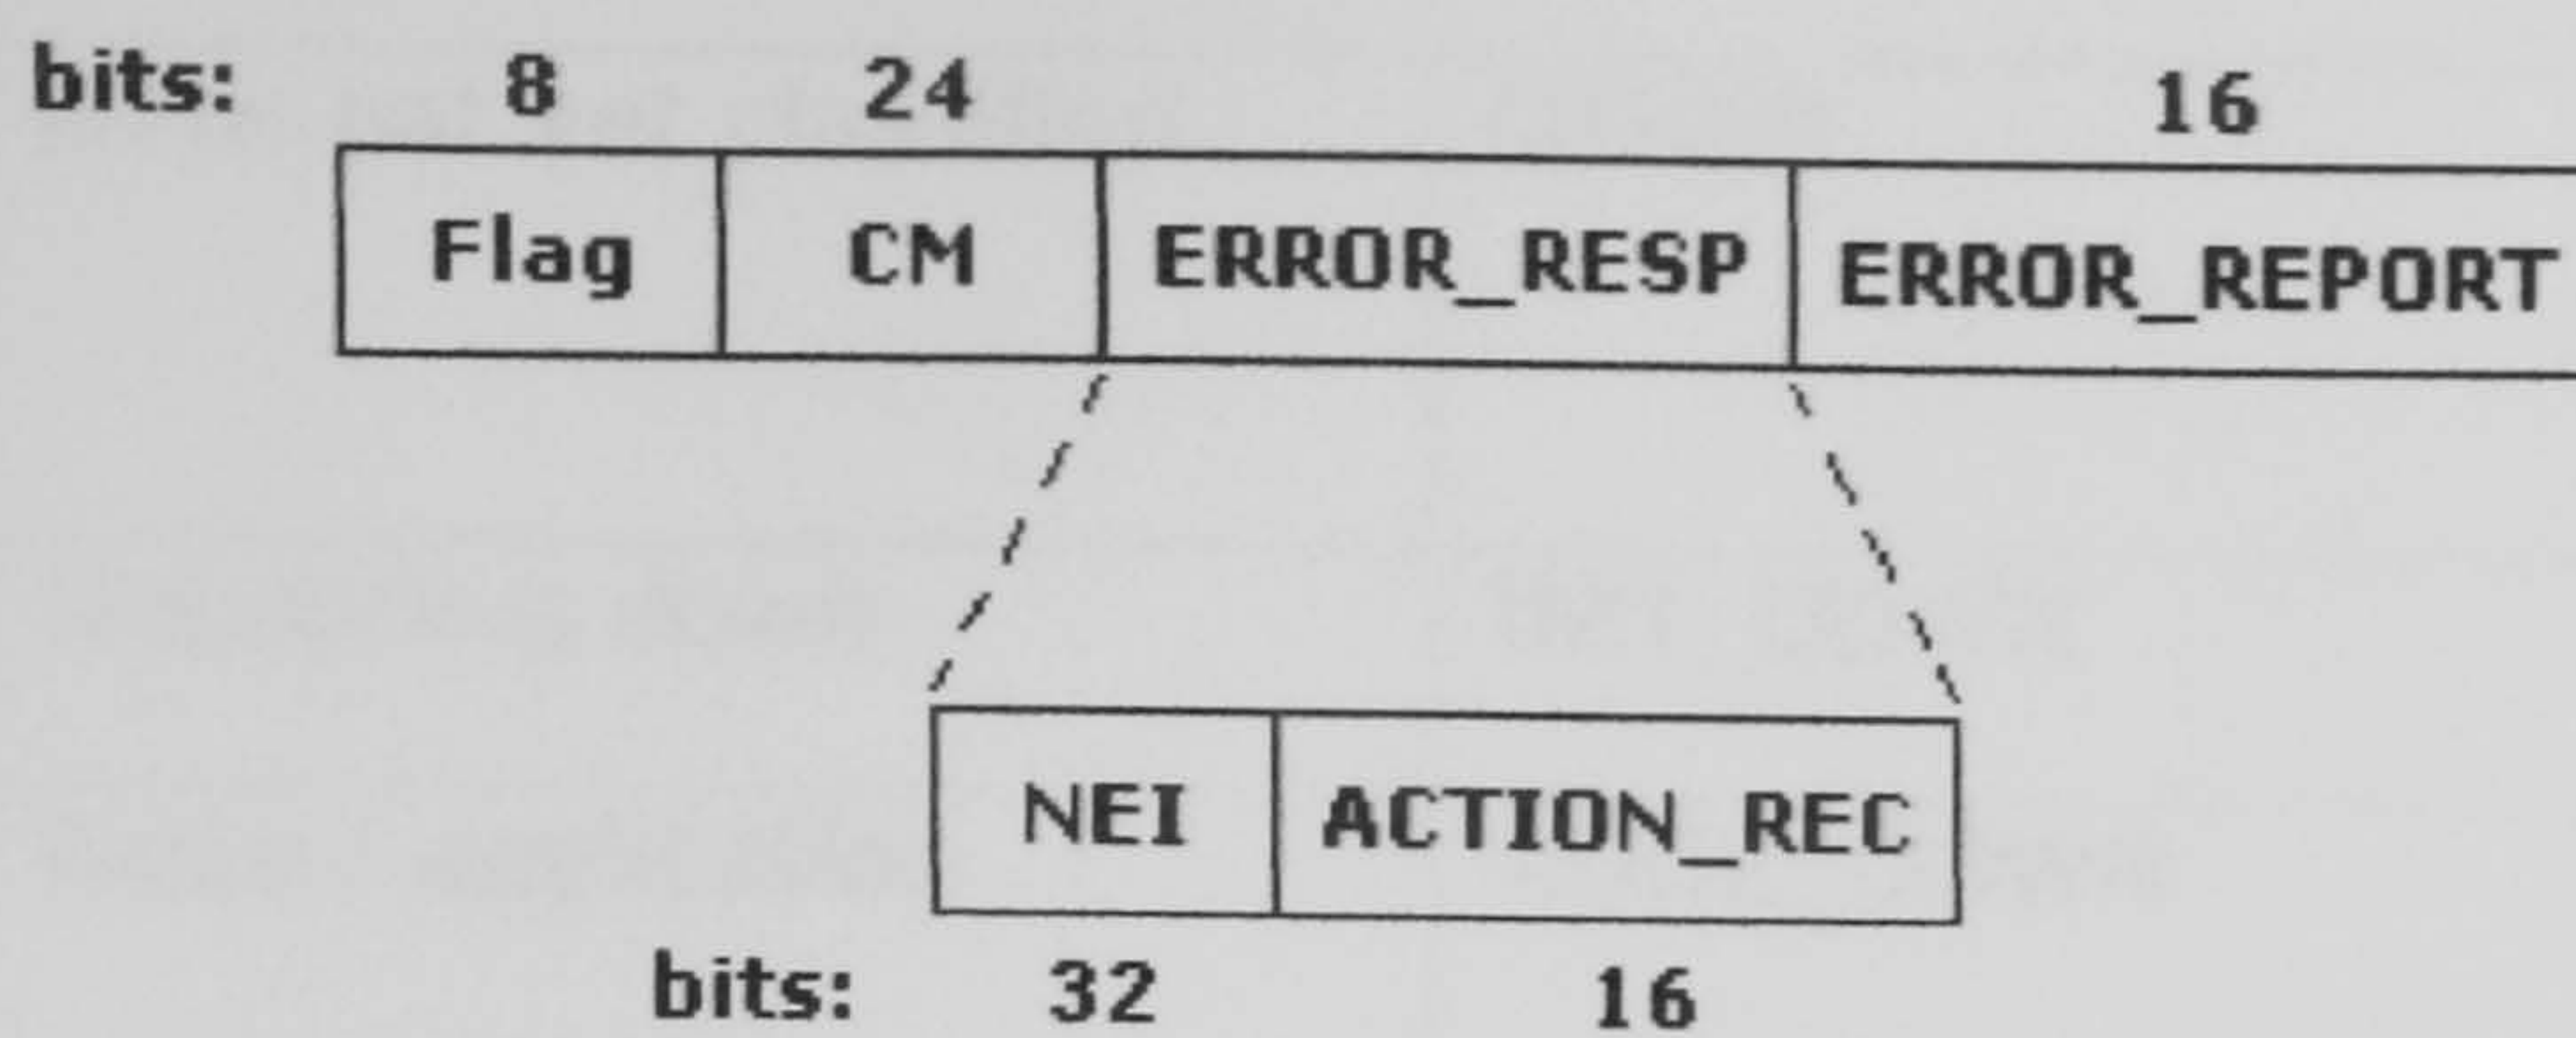 bits: 8 24 16
Flag CM ERROR_RESP ERROR_REPORT
NEI ACTION_REC
bits: 32 16